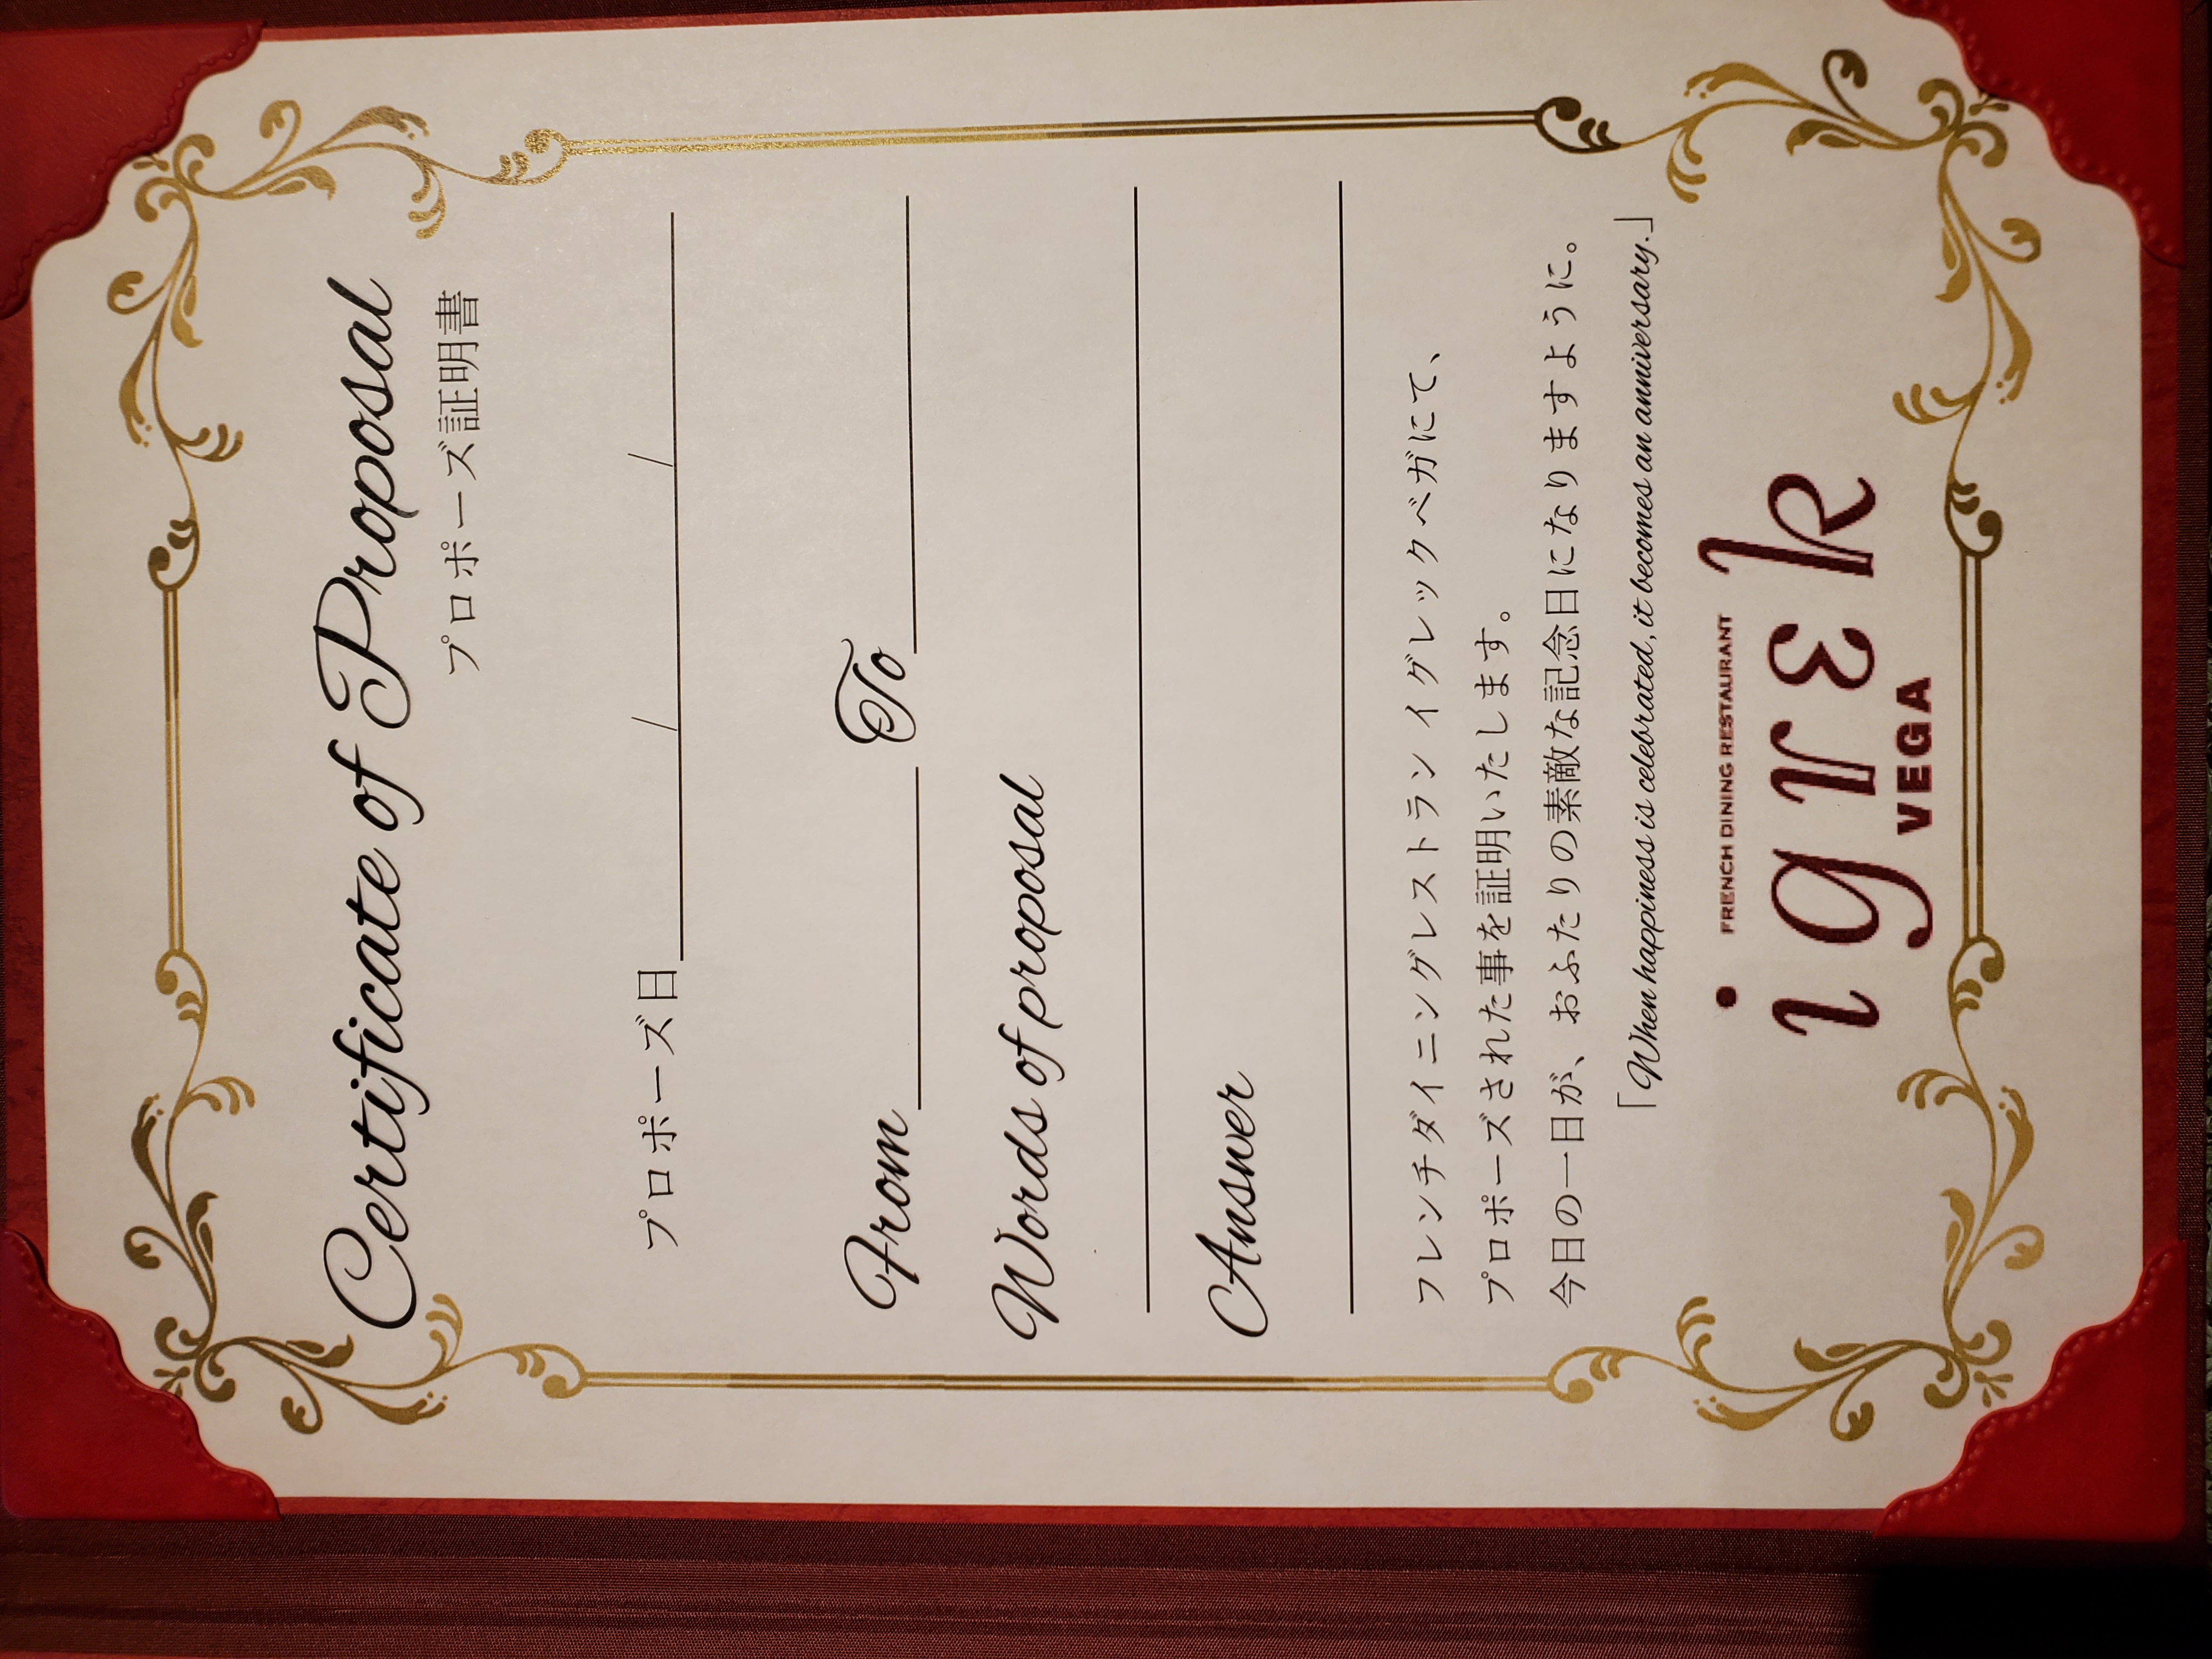 Certificate of Proposal
プロポーズ証明書
プロポーズ日 / /
From To
Words of proposal
Answer
フレンチダイニングレストラン イグレックベガにて、
プロポーズされた事を証明いたします。
今日の一日が、おふたりの素敵な記念日になりますように。
「When happiness is celebrated, it becomes an anniversary.」
FRENCH DINING RESTAURANT
igrek
VEGA